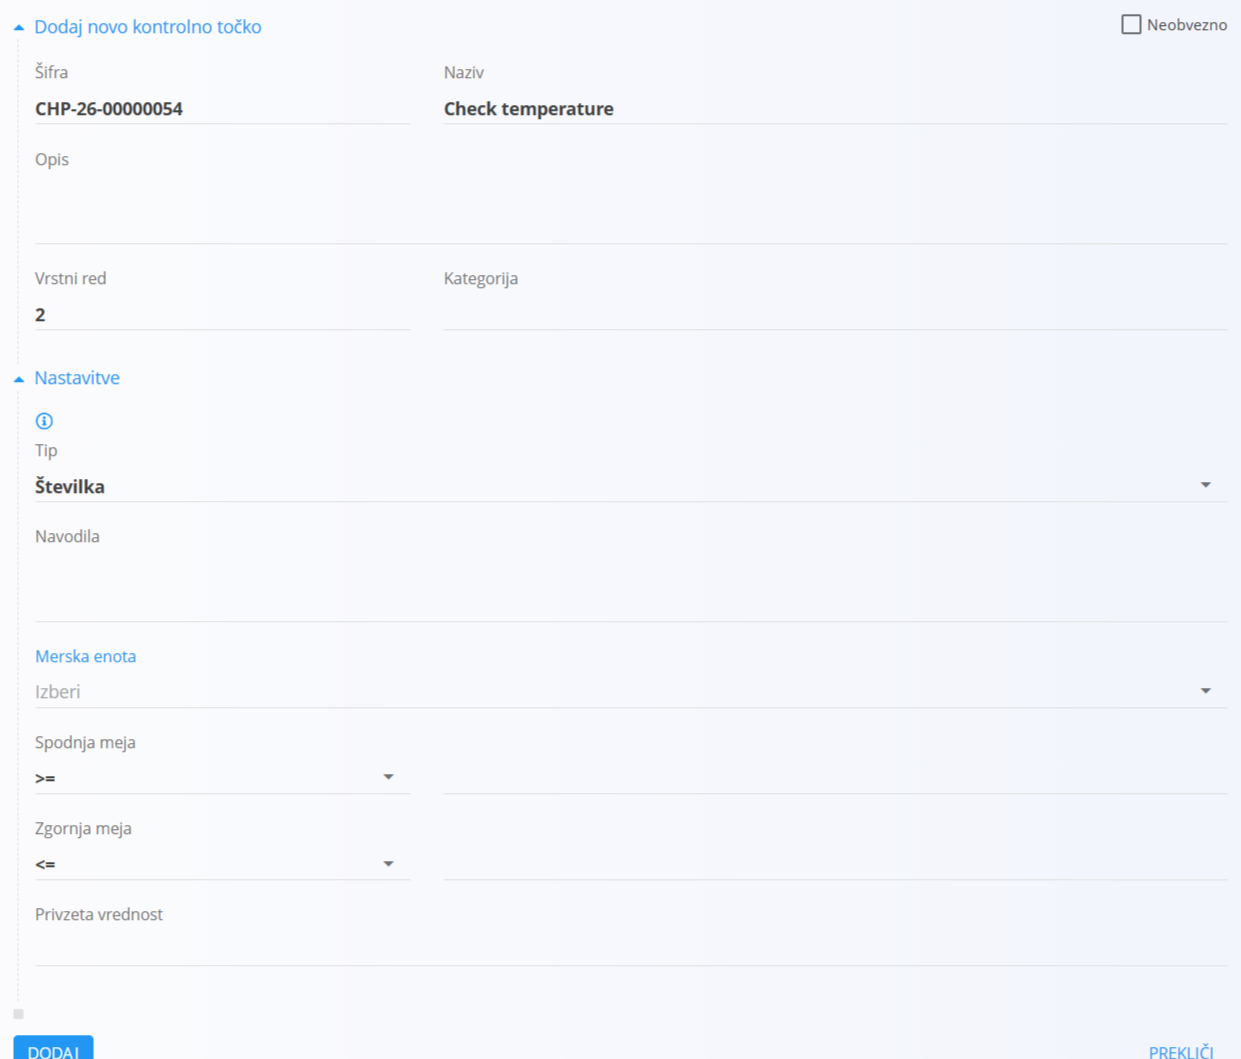 Dodaj novo kontrolno točko
Neobvezno
Šifra
Naziv
CHP-26-00000054
Check temperature
Opis
Vrstni red
Kategorija
2
Nastavitve
Tip
Številka
Navodila
Merska enota
Izberi
Spodnja meja
>=
Zgornja meja
<=
Privzeta vrednost
DODAJ
PREKLIČI